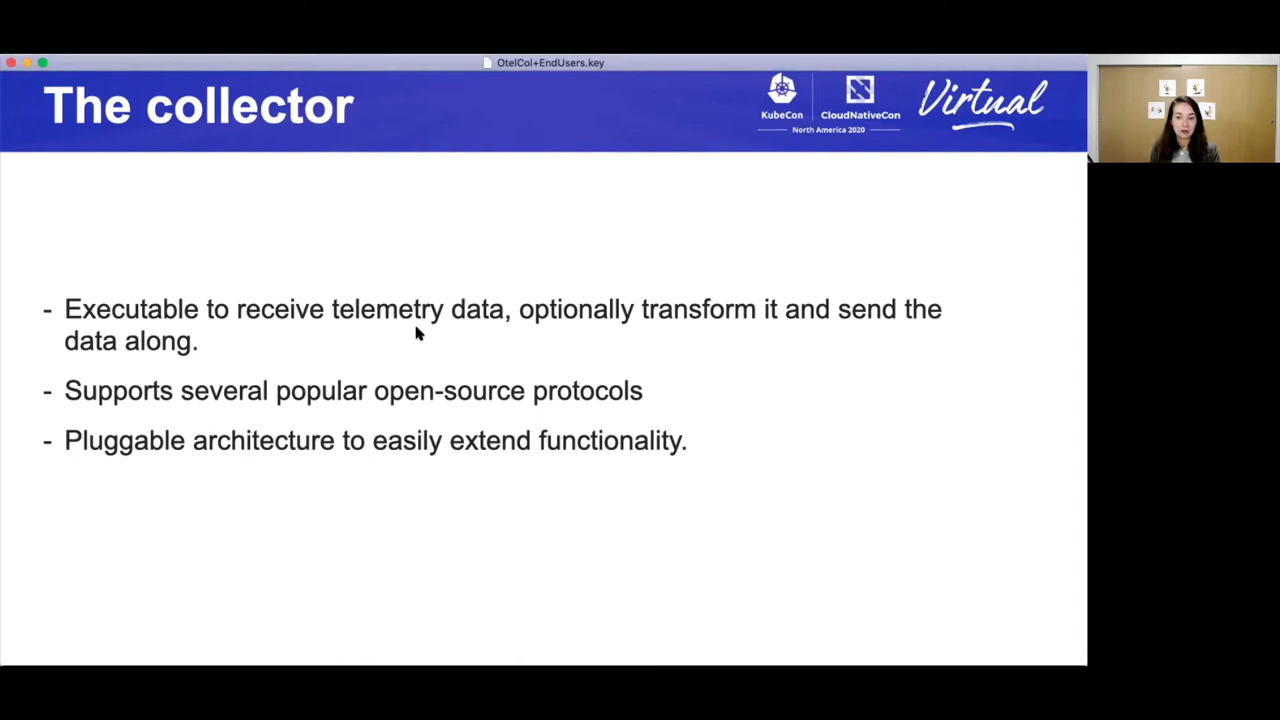 OtelCol+EndUsers.key
The collector
KubeCon
CloudNativeCon
North America 2020
Virtual
- Executable to receive telemetry data, optionally transform it and send the
data along.
- Supports several popular open-source protocols
- Pluggable architecture to easily extend functionality.